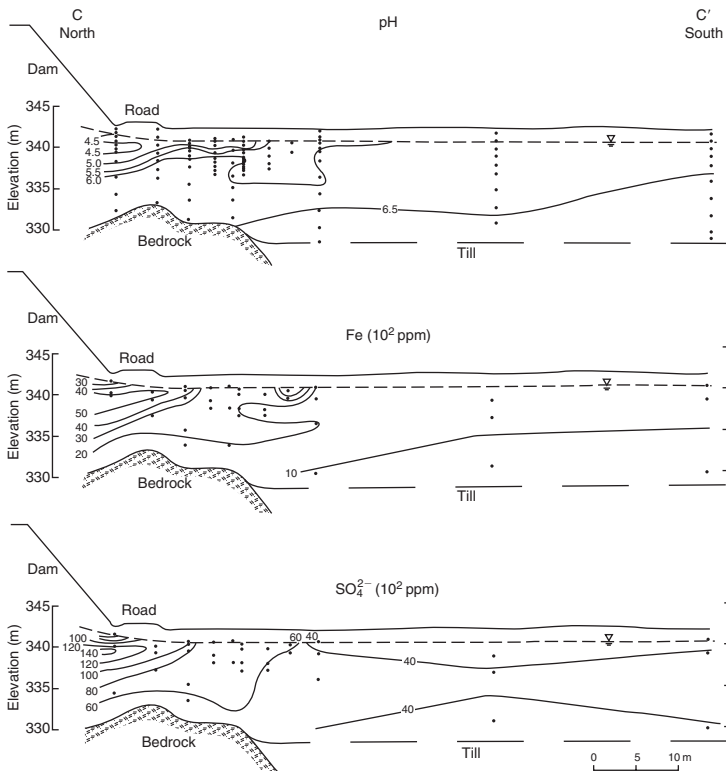 C pH C′
North South
Dam
345 Road
4.5
340
4.5
5.0
5.5
6.0
335
Elevation (m)
330 6.5
Bedrock Till
Dam Fe (10² ppm)
345 Road
30
40
340
50
40
335
30
20
Elevation (m)
330 10
Bedrock Till
Dam SO₄²⁻ (10² ppm)
345 Road
100 60 40
120
340
140
120
100 40 40
80
335
60
Elevation (m)
330 40
Bedrock Till
0 5 10 m